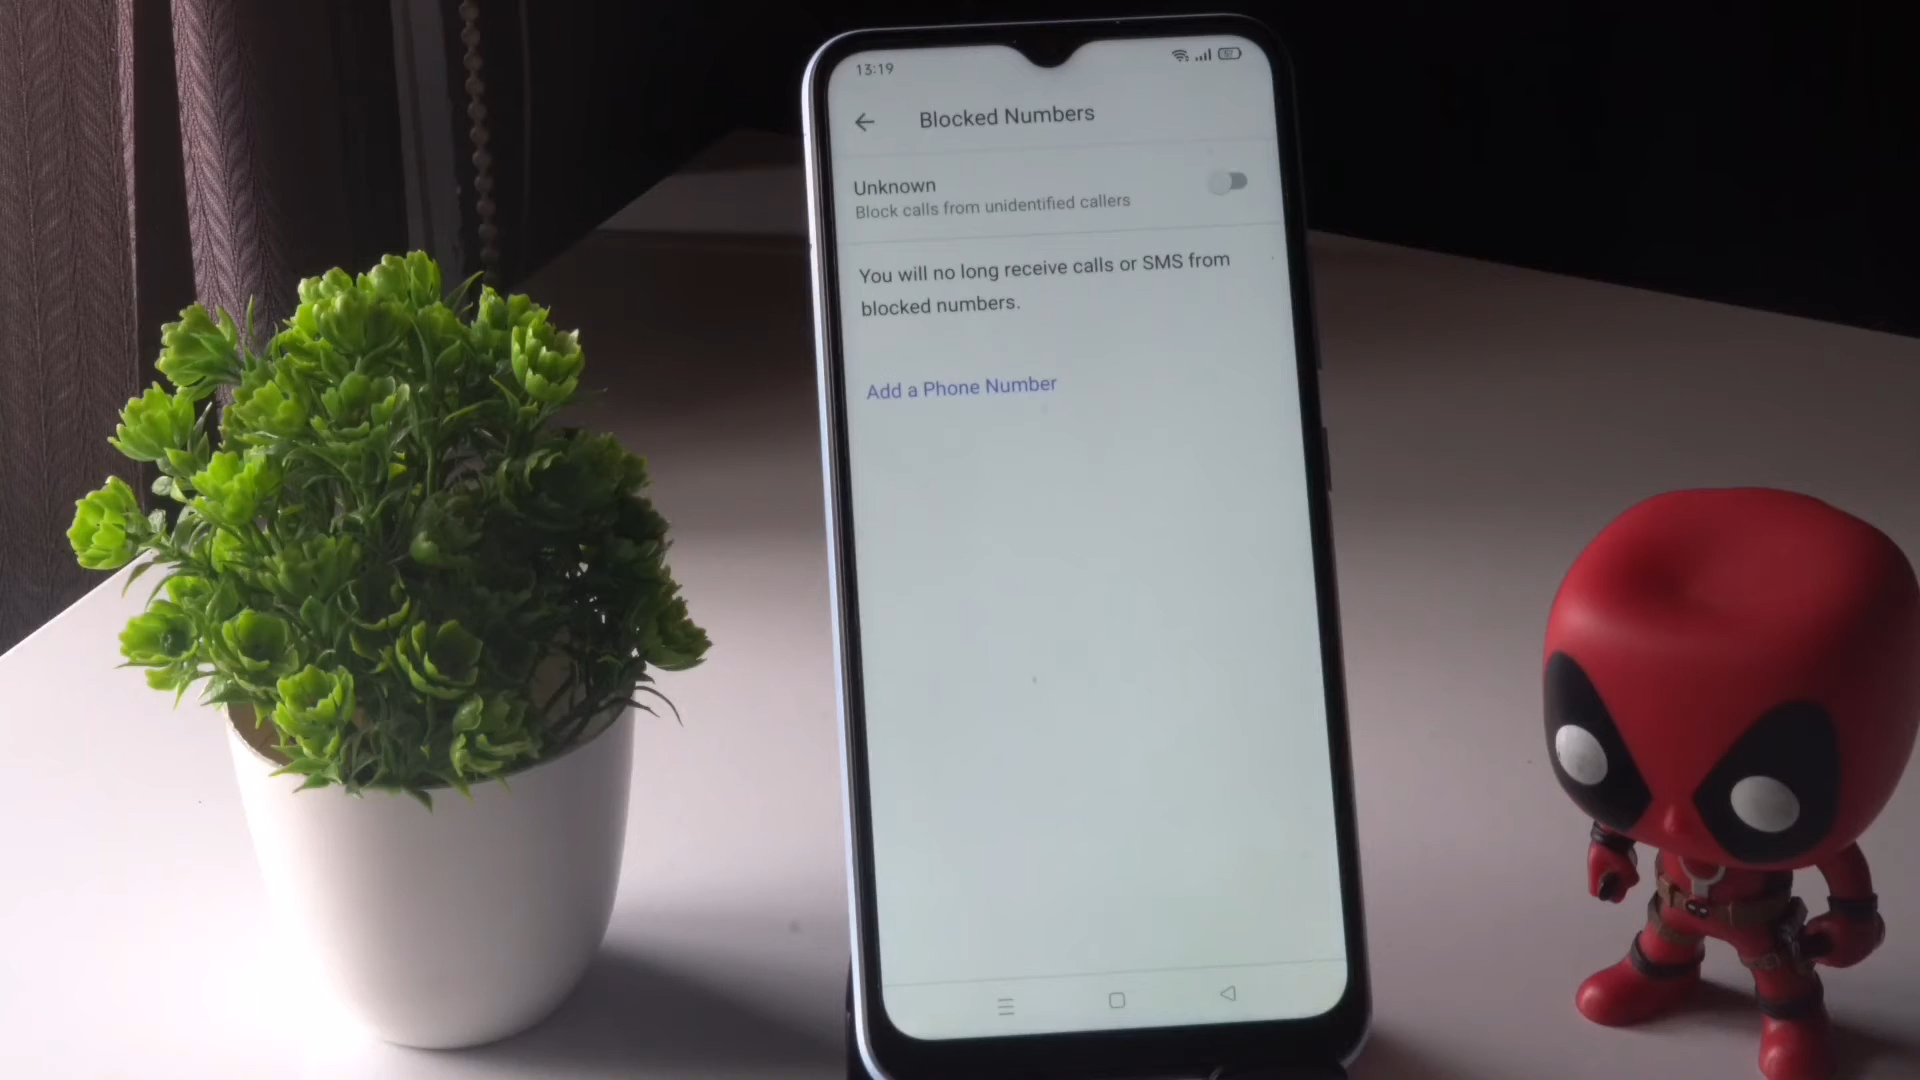 13:19
Blocked Numbers
Unknown
Block calls from unidentified callers
You will no long receive calls or SMS from
blocked numbers.
Add a Phone Number